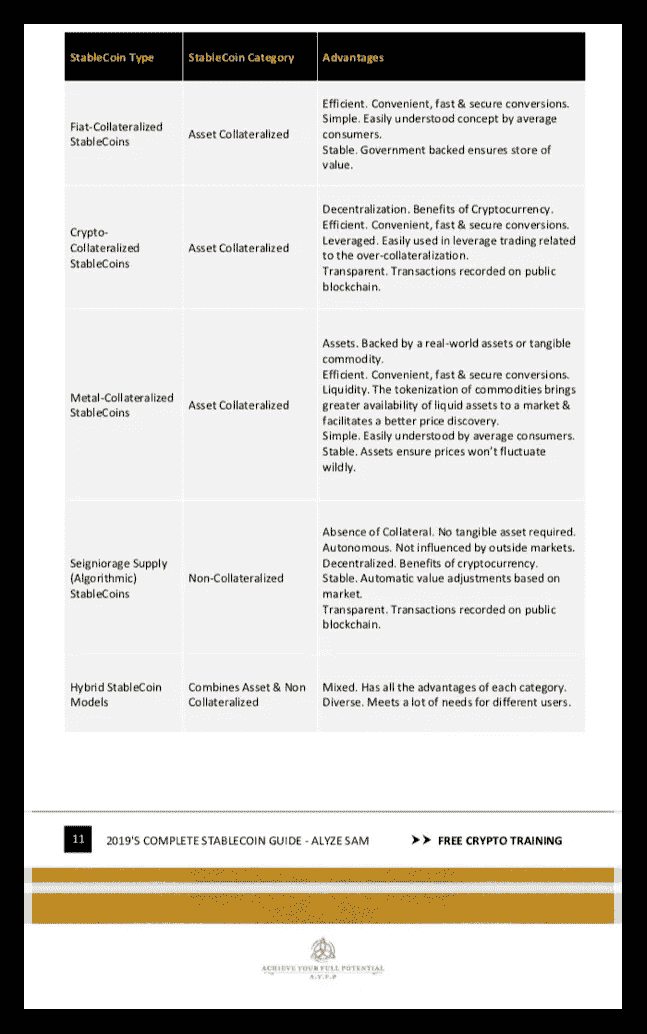 StableCoin Type StableCoin Category Advantages
Fiat-Collateralized
StableCoins
Asset Collateralized
Efficient. Convenient, fast & secure conversions.
Simple. Easily understood concept by average
consumers.
Stable. Government backed ensures store of
value.
Crypto-
Collateralized
StableCoins
Asset Collateralized
Decentralization. Benefits of Cryptocurrency.
Efficient. Convenient, fast & secure conversions.
Leveraged. Easily used in leverage trading related
to the over-collateralization.
Transparent. Transactions recorded on public
blockchain.
Metal-Collateralized
StableCoins
Asset Collateralized
Assets. Backed by a real-world assets or tangible
commodity.
Efficient. Convenient, fast & secure conversions.
Liquidity. The tokenization of commodities brings
greater availability of liquid assets to a market &
facilitates a better price discovery.
Simple. Easily understood by average consumers.
Stable. Assets ensure prices won’t fluctuate
wildly.
Seigniorage Supply
(Algorithmic)
StableCoins
Non-Collateralized
Absence of Collateral. No tangible asset required.
Autonomous. Not influenced by outside markets.
Decentralized. Benefits of cryptocurrency.
Stable. Automatic value adjustments based on
market.
Transparent. Transactions recorded on public
blockchain.
Hybrid StableCoin
Models
Combines Asset & Non
Collateralized
Mixed. Has all the advantages of each category.
Diverse. Meets a lot of needs for different users.
11 2019'S COMPLETE STABLECOIN GUIDE - ALYZE SAM FREE CRYPTO TRAINING
ACHIEVE YOUR FULL POTENTIAL
A.Y.F.P